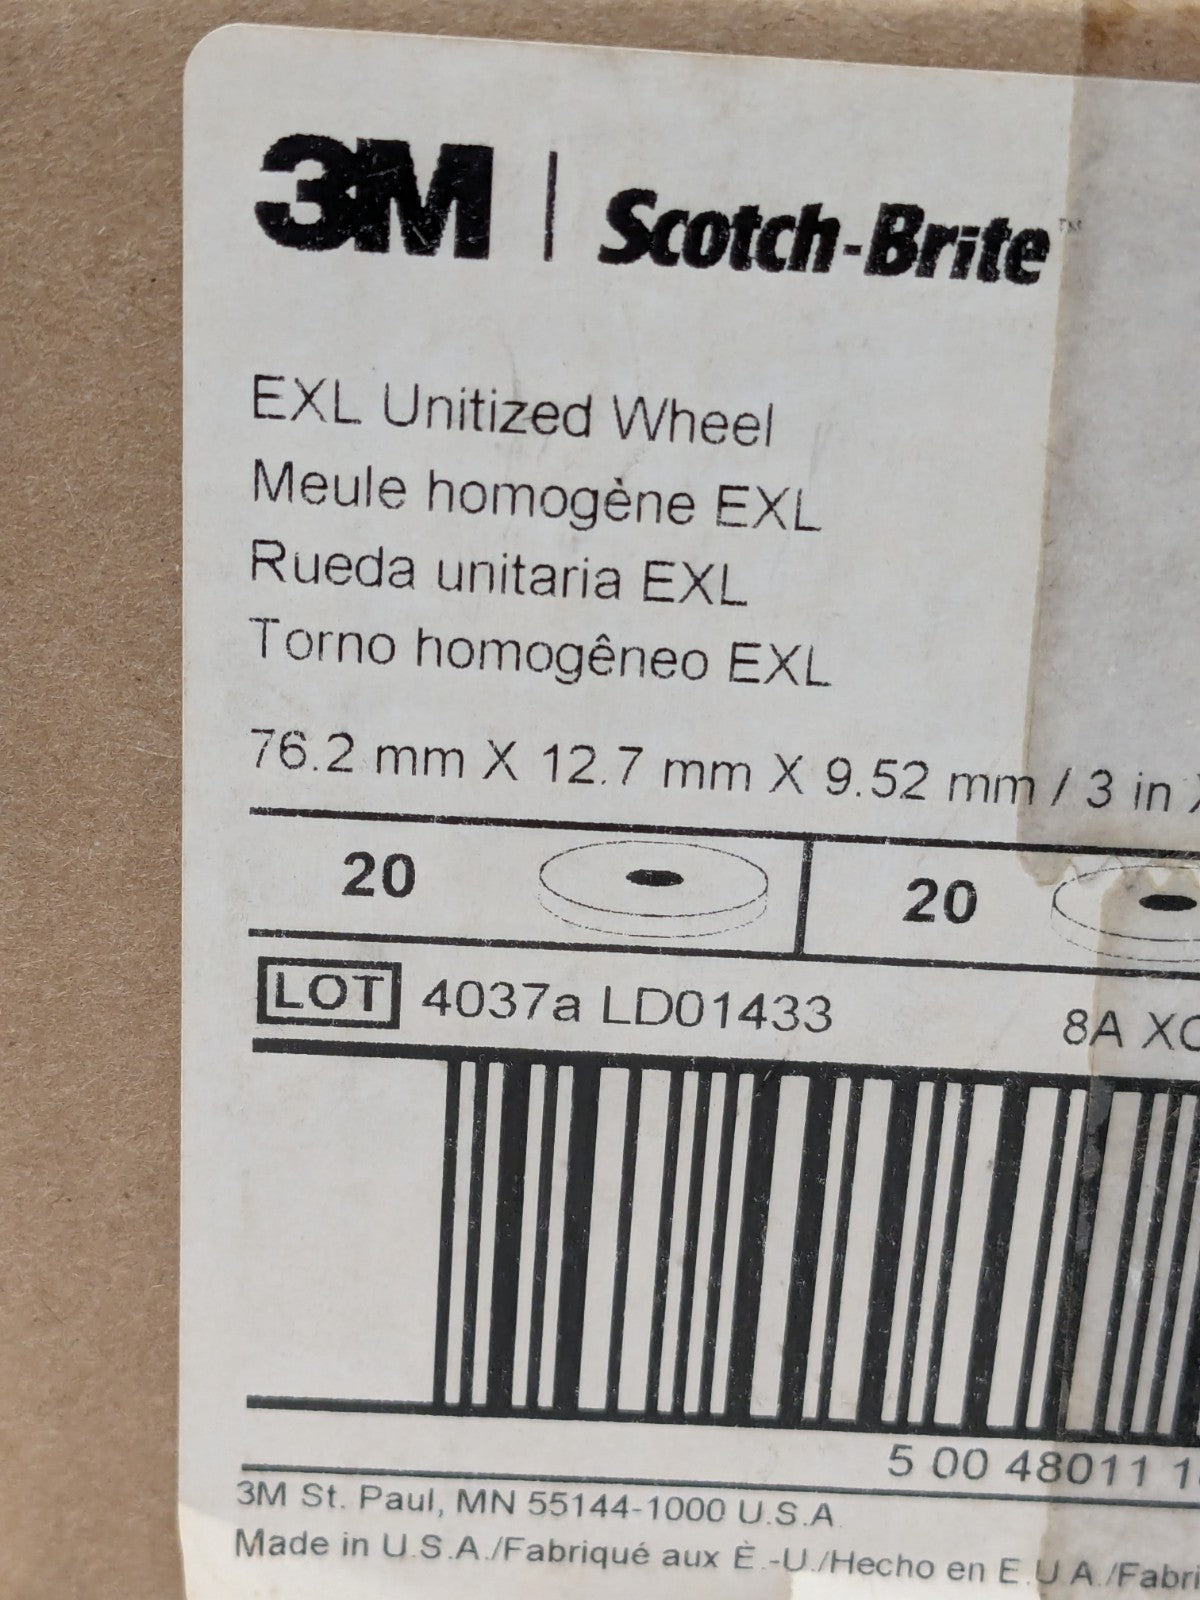 3M | Scotch-Brite™
EXL Unitized Wheel
Meule homogène EXL
Rueda unitaria EXL
Torno homogêneo EXL
76.2 mm X 12.7 mm X 9.52 mm / 3 in
20 20
LOT 4037a LD01433 8A
5 00 48011
3M St. Paul, MN 55144-1000 U.S.A.
Made in U.S.A./Fabriqué aux È.-U./Hecho en E.U.A./Fabri